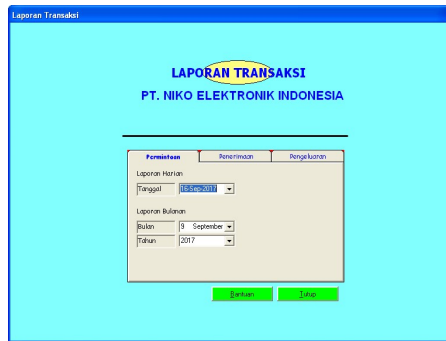 Laporan Transaksi
LAPORAN TRANSAKSI
PT. NIKO ELEKTRONIK INDONESIA
Permintaan Penerimaan Pengeluaran
Laporan Harian
Tanggal 16-Sep-2017
Laporan Bulanan
Bulan 9 September
Tahun 2017
Bantuan Tutup